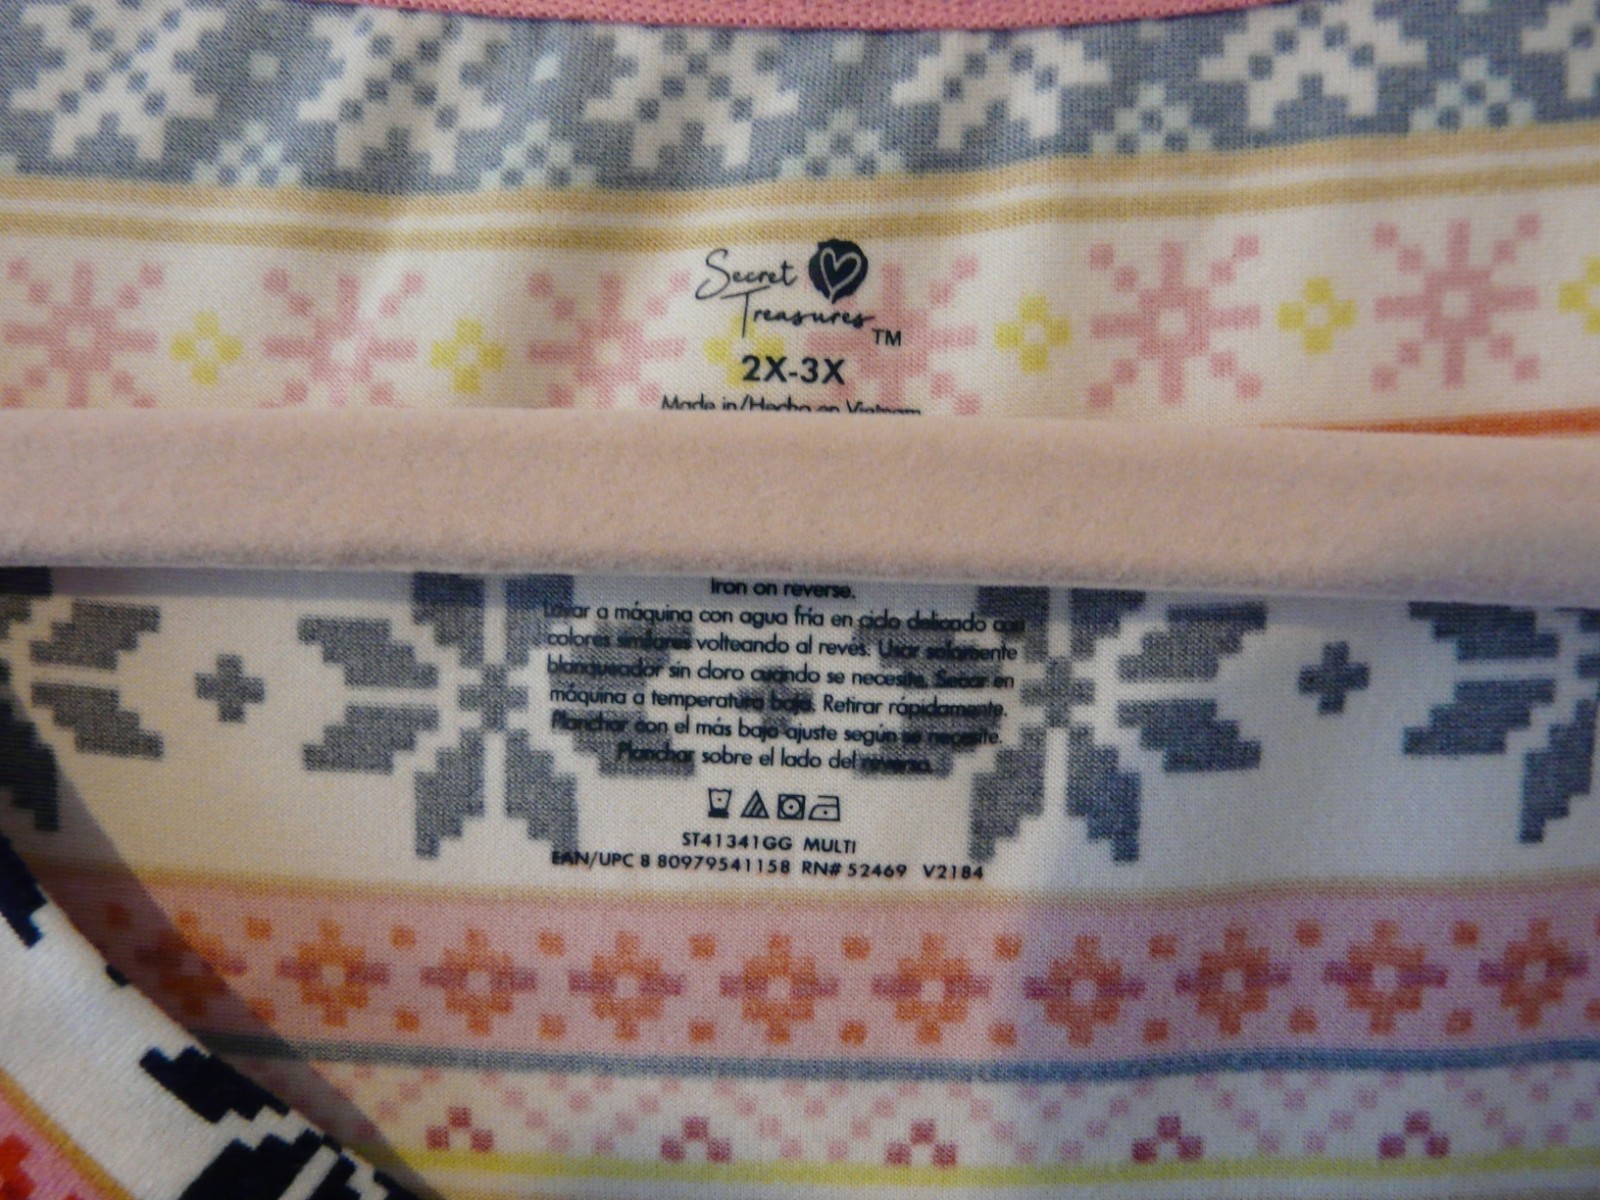 Secret
Treasures
TM
2X-3X
Made in/Hecho en Vietnam
Iron on reverse.
Lavar a máquina con agua fría en ciclo delicado con
colores similares volteando al revés. Usar solamente
blanqueador sin cloro cuando se necesite. Secar en
máquina a temperatura baja. Retirar rápidamente.
Planchar con el más bajo ajuste según se necesite.
Planchar sobre el lado del reverso.
ST41341GG MULTI
EAN/UPC 8 80979541158 RN# 52469 V2184